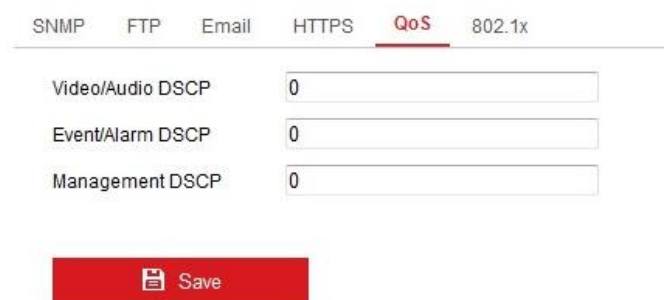 SNMP FTP Email HTTPS QoS 802.1x
Video/Audio DSCP 0
Event/Alarm DSCP 0
Management DSCP 0
Save